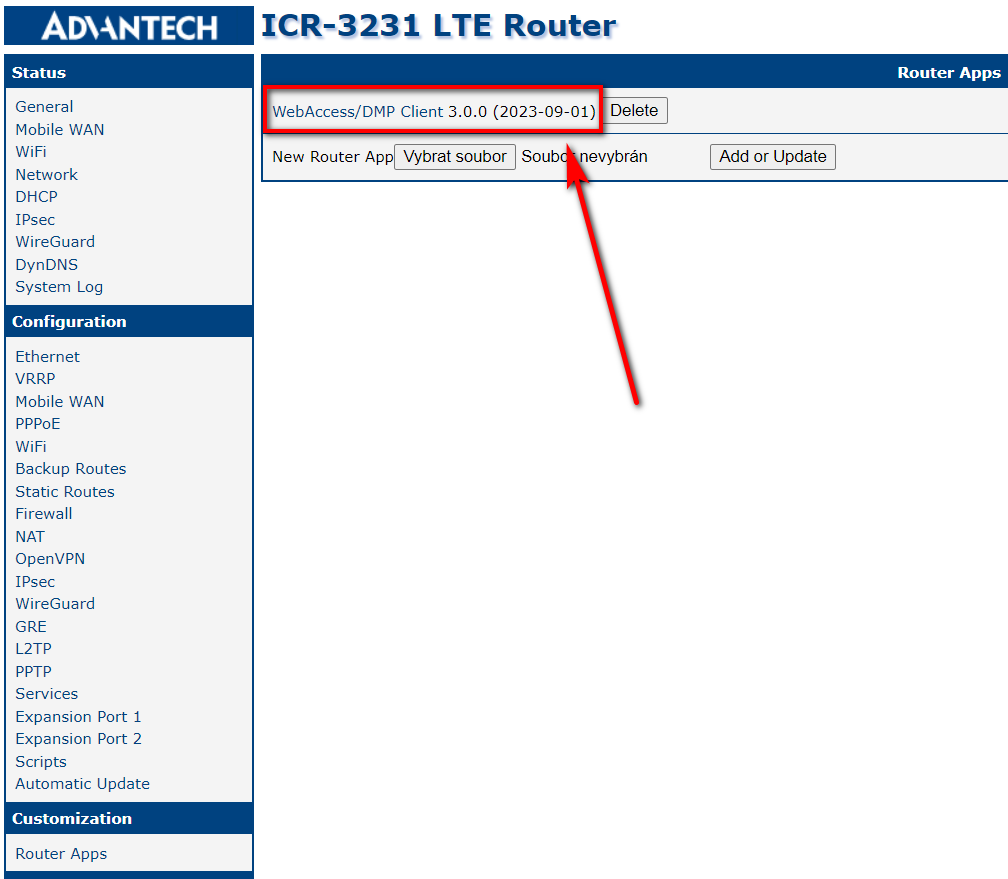 ADVANTECH
ICR-3231 LTE Router
Status
General
Mobile WAN
WiFi
Network
DHCP
IPsec
WireGuard
DynDNS
System Log
Configuration
Ethernet
VRRP
Mobile WAN
PPPoE
WiFi
Backup Routes
Static Routes
Firewall
NAT
OpenVPN
IPsec
WireGuard
GRE
L2TP
PPTP
Services
Expansion Port 1
Expansion Port 2
Scripts
Automatic Update
Customization
Router Apps
Router Apps
WebAccess/DMP Client 3.0.0 (2023-09-01) Delete
New Router App Vybrat soubor Soubor nevybrán Add or Update